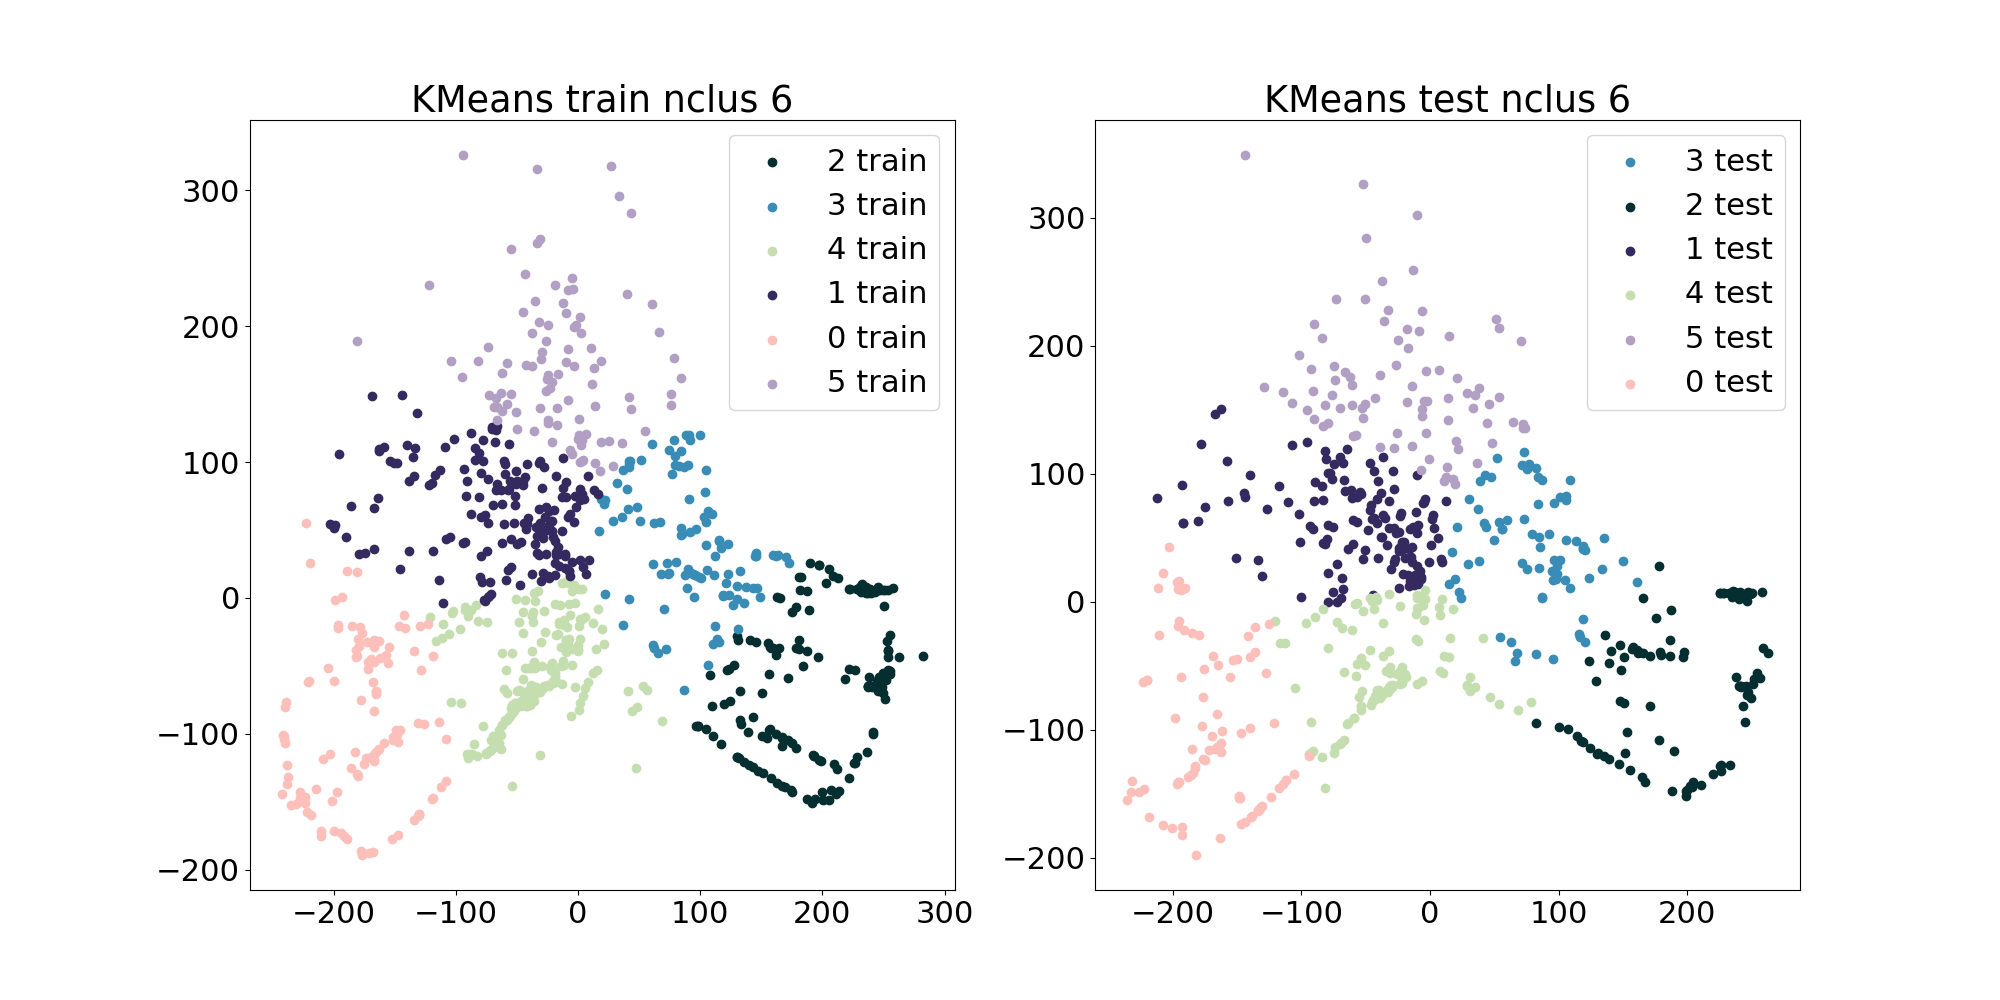 KMeans train nclus 6
2 train
3 train
4 train
1 train
0 train
5 train
300
200
100
0
−100
−200
−200 −100 0 100 200 300
KMeans test nclus 6
3 test
2 test
1 test
4 test
5 test
0 test
300
200
100
0
−100
−200
−200 −100 0 100 200